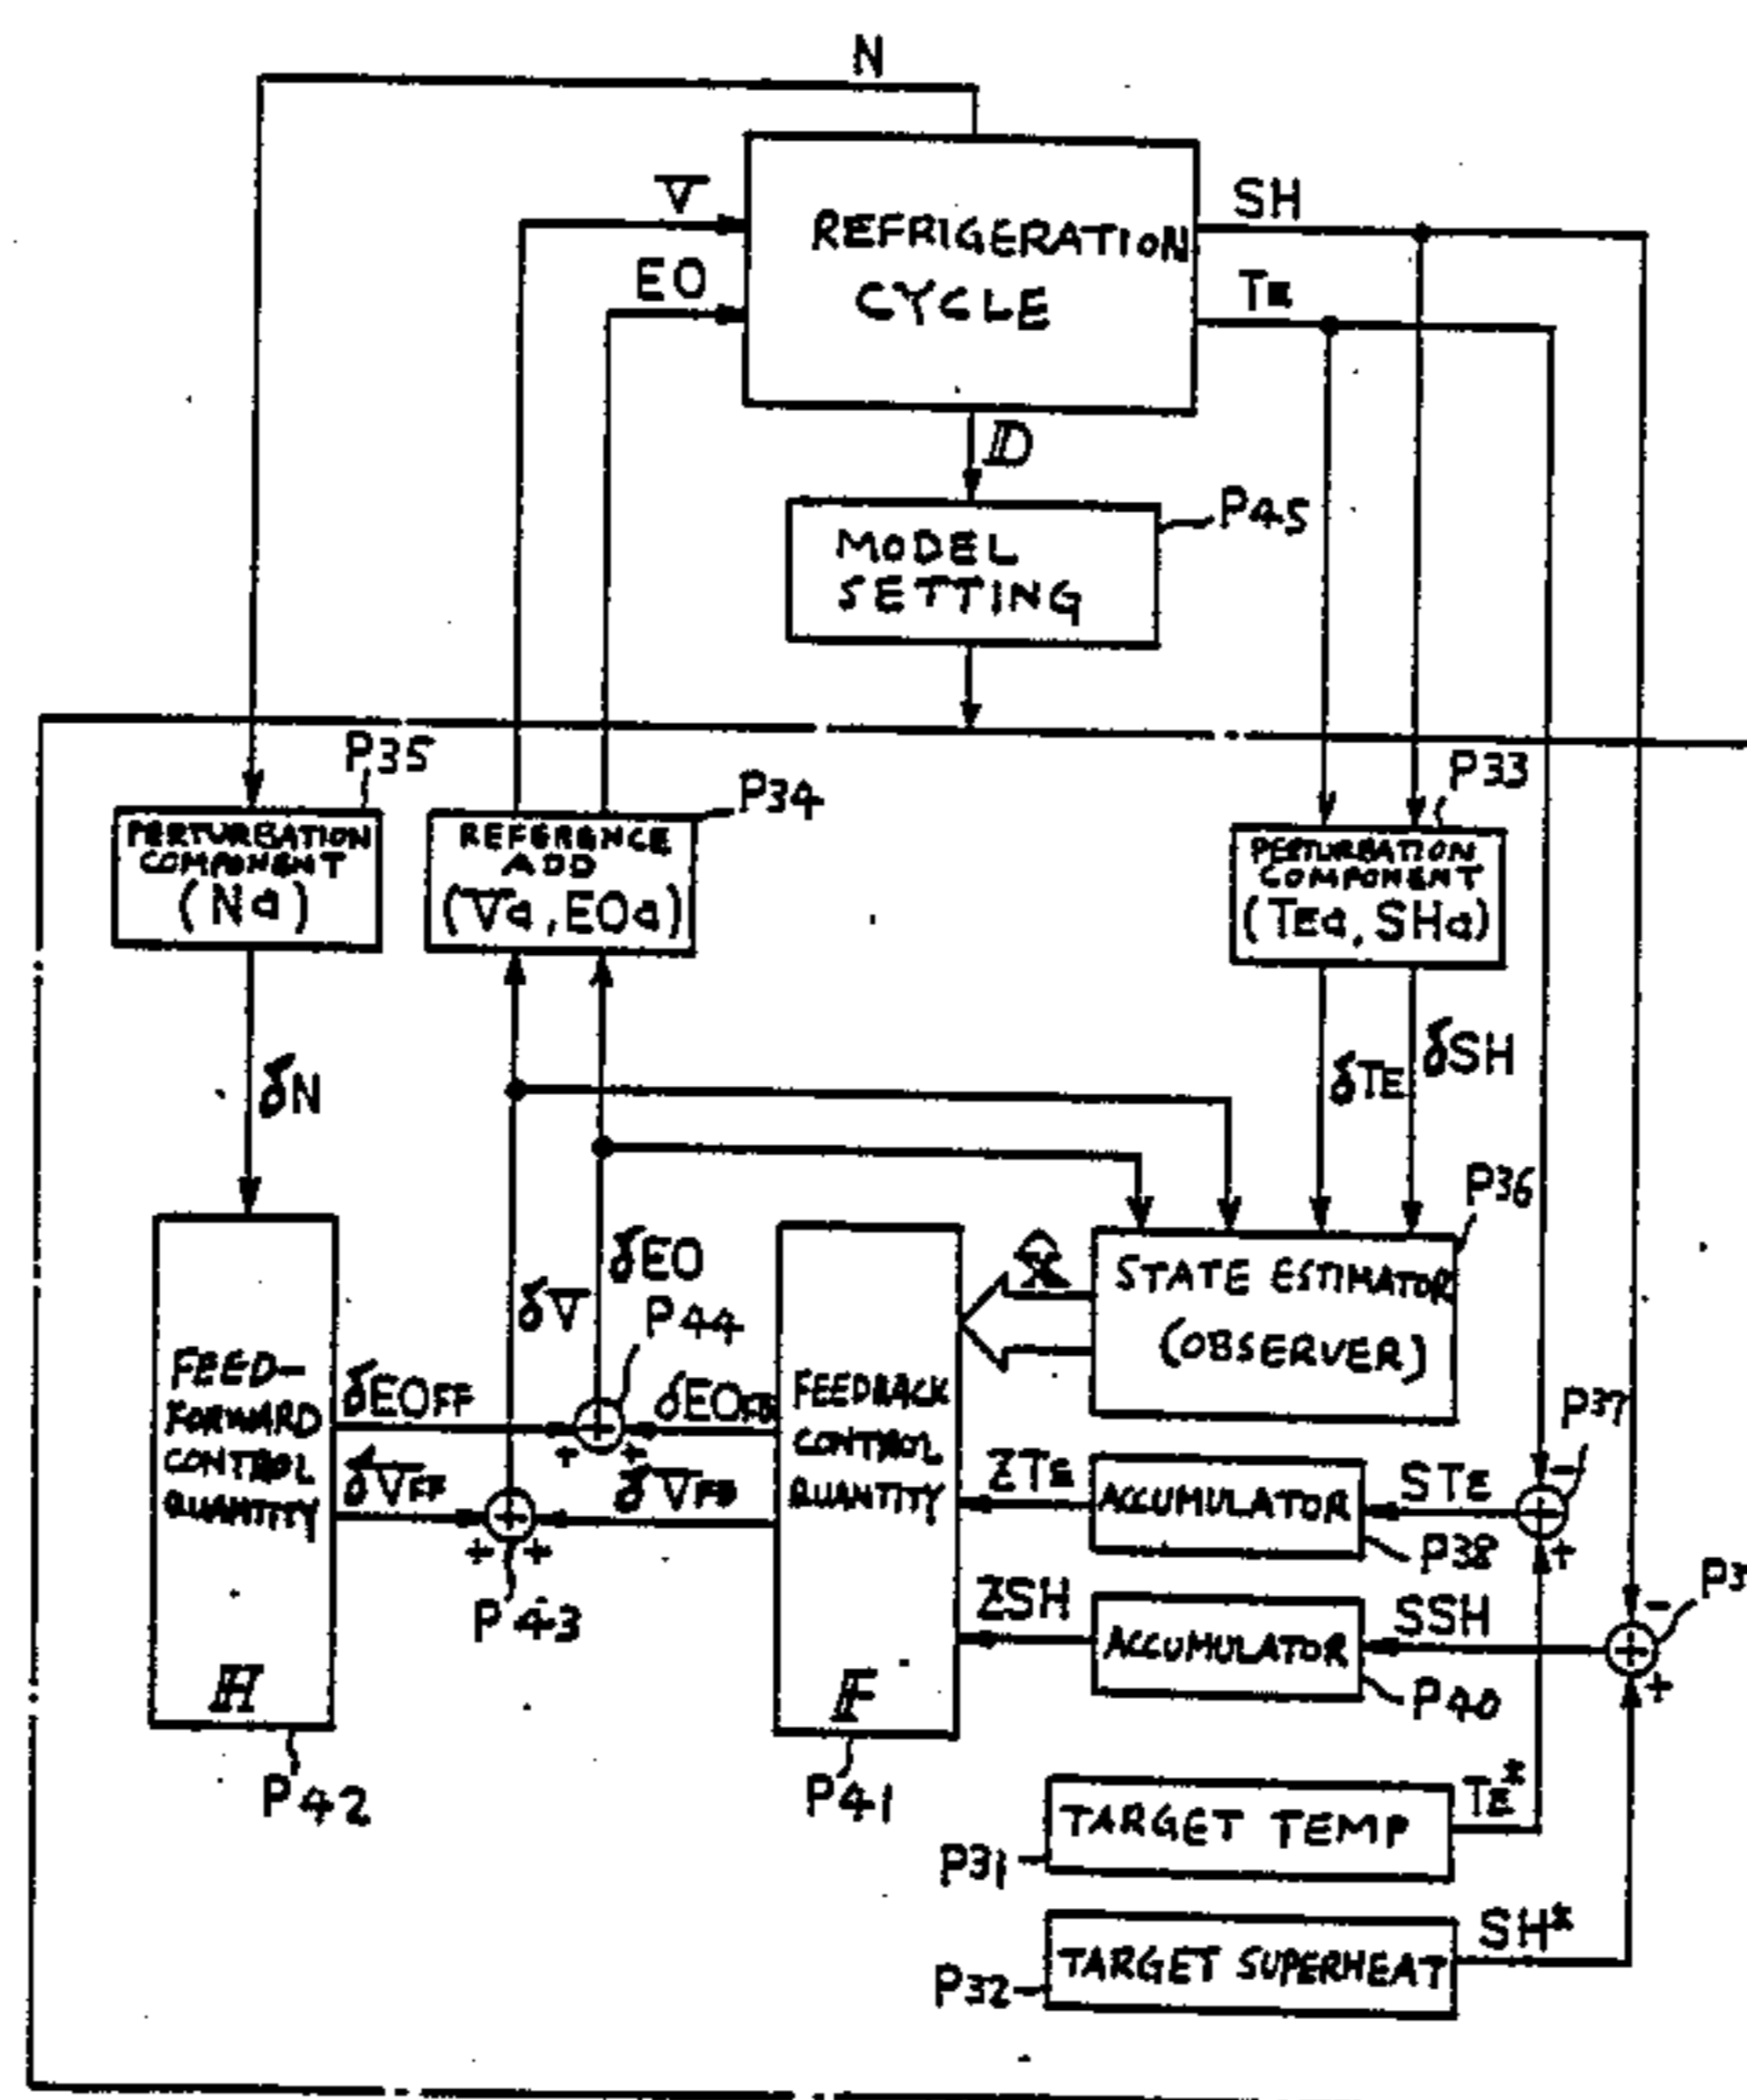 N
V
EO
REFRIGERATION
CYCLE
SH
TE
D
MODEL
SETTING
P45
P35
PERTURBATION
COMPONENT
(Na)
P34
REFERENCE
ADD
(Va, EOa)
P33
PERTURBATION
COMPONENT
(TEa, SHa)
δN
δTE
δSH
P36
STATE ESTIMATOR
(OBSERVER)
x̂
δEO
δV
P44
FEED-
FORWARD
CONTROL
QUANTITY
H
P42
δEOFF
δVFF
+
+
δEOFB
δVFB
+ +
P43
FEEDBACK
CONTROL
QUANTITY
F
P41
ZTE
ACCUMULATOR
P38
STE
-
+
P37
ZSH
ACCUMULATOR
P40
SSH
-
+
TARGET TEMP
P31
TE*
TARGET SUPERHEAT
P32
SH*